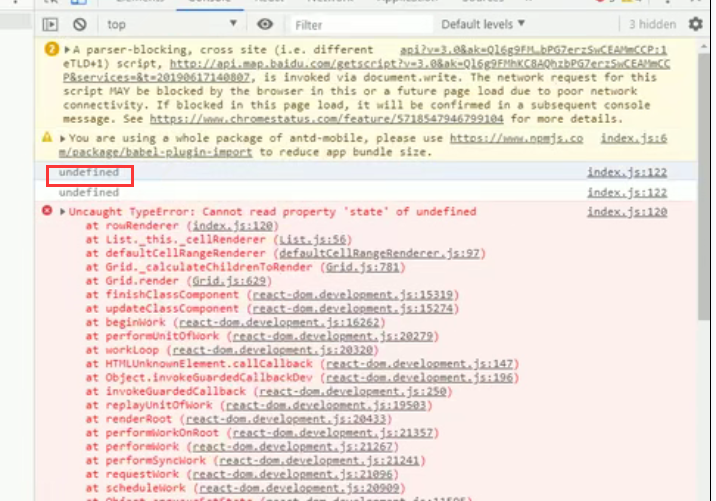 top
Filter
Default levels ▼
3 hidden
2 ▶A parser-blocking, cross site (i.e. different api?v=3.0&ak=Ql6g9FM…bPG7erzSwCEAMmCCP:1
eTLD+1) script, http://api.map.baidu.com/getscript?v=3.0&ak=Ql6g9FMhKC8AQhzbPG7erzSwCEAMmCC
P&services=&t=20190617140807, is invoked via document.write. The network request for this
script MAY be blocked by the browser in this or a future page load due to poor network
connectivity. If blocked in this page load, it will be confirmed in a subsequent console
message. See https://www.chromestatus.com/feature/5718547946799104 for more details.
▶You are using a whole package of antd-mobile, please use https://www.npmjs.co index.js:6
m/package/babel-plugin-import to reduce app bundle size.
undefined index.js:122
undefined index.js:122
▶Uncaught TypeError: Cannot read property 'state' of undefined index.js:120
at rowRenderer (index.js:120)
at List._this._cellRenderer (List.js:56)
at defaultCellRangeRenderer (defaultCellRangeRenderer.js:97)
at Grid._calculateChildrenToRender (Grid.js:781)
at Grid.render (Grid.js:629)
at finishClassComponent (react-dom.development.js:15319)
at updateClassComponent (react-dom.development.js:15274)
at beginWork (react-dom.development.js:16262)
at performUnitOfWork (react-dom.development.js:20279)
at workLoop (react-dom.development.js:20320)
at HTMLUnknownElement.callCallback (react-dom.development.js:147)
at Object.invokeGuardedCallbackDev (react-dom.development.js:196)
at invokeGuardedCallback (react-dom.development.js:250)
at replayUnitOfWork (react-dom.development.js:19503)
at renderRoot (react-dom.development.js:20433)
at performWorkOnRoot (react-dom.development.js:21357)
at performWork (react-dom.development.js:21267)
at performSyncWork (react-dom.development.js:21241)
at requestWork (react-dom.development.js:21096)
at scheduleWork (react-dom.development.js:20909)